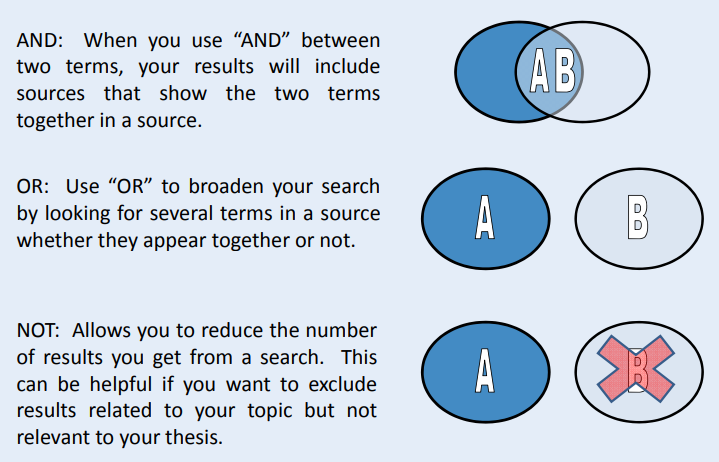 AND: When you use “AND” between
two terms, your results will include
sources that show the two terms
together in a source.
AB
OR: Use “OR” to broaden your search
by looking for several terms in a source
whether they appear together or not.
A
B
NOT: Allows you to reduce the number
of results you get from a search. This
can be helpful if you want to exclude
results related to your topic but not
relevant to your thesis.
A
B